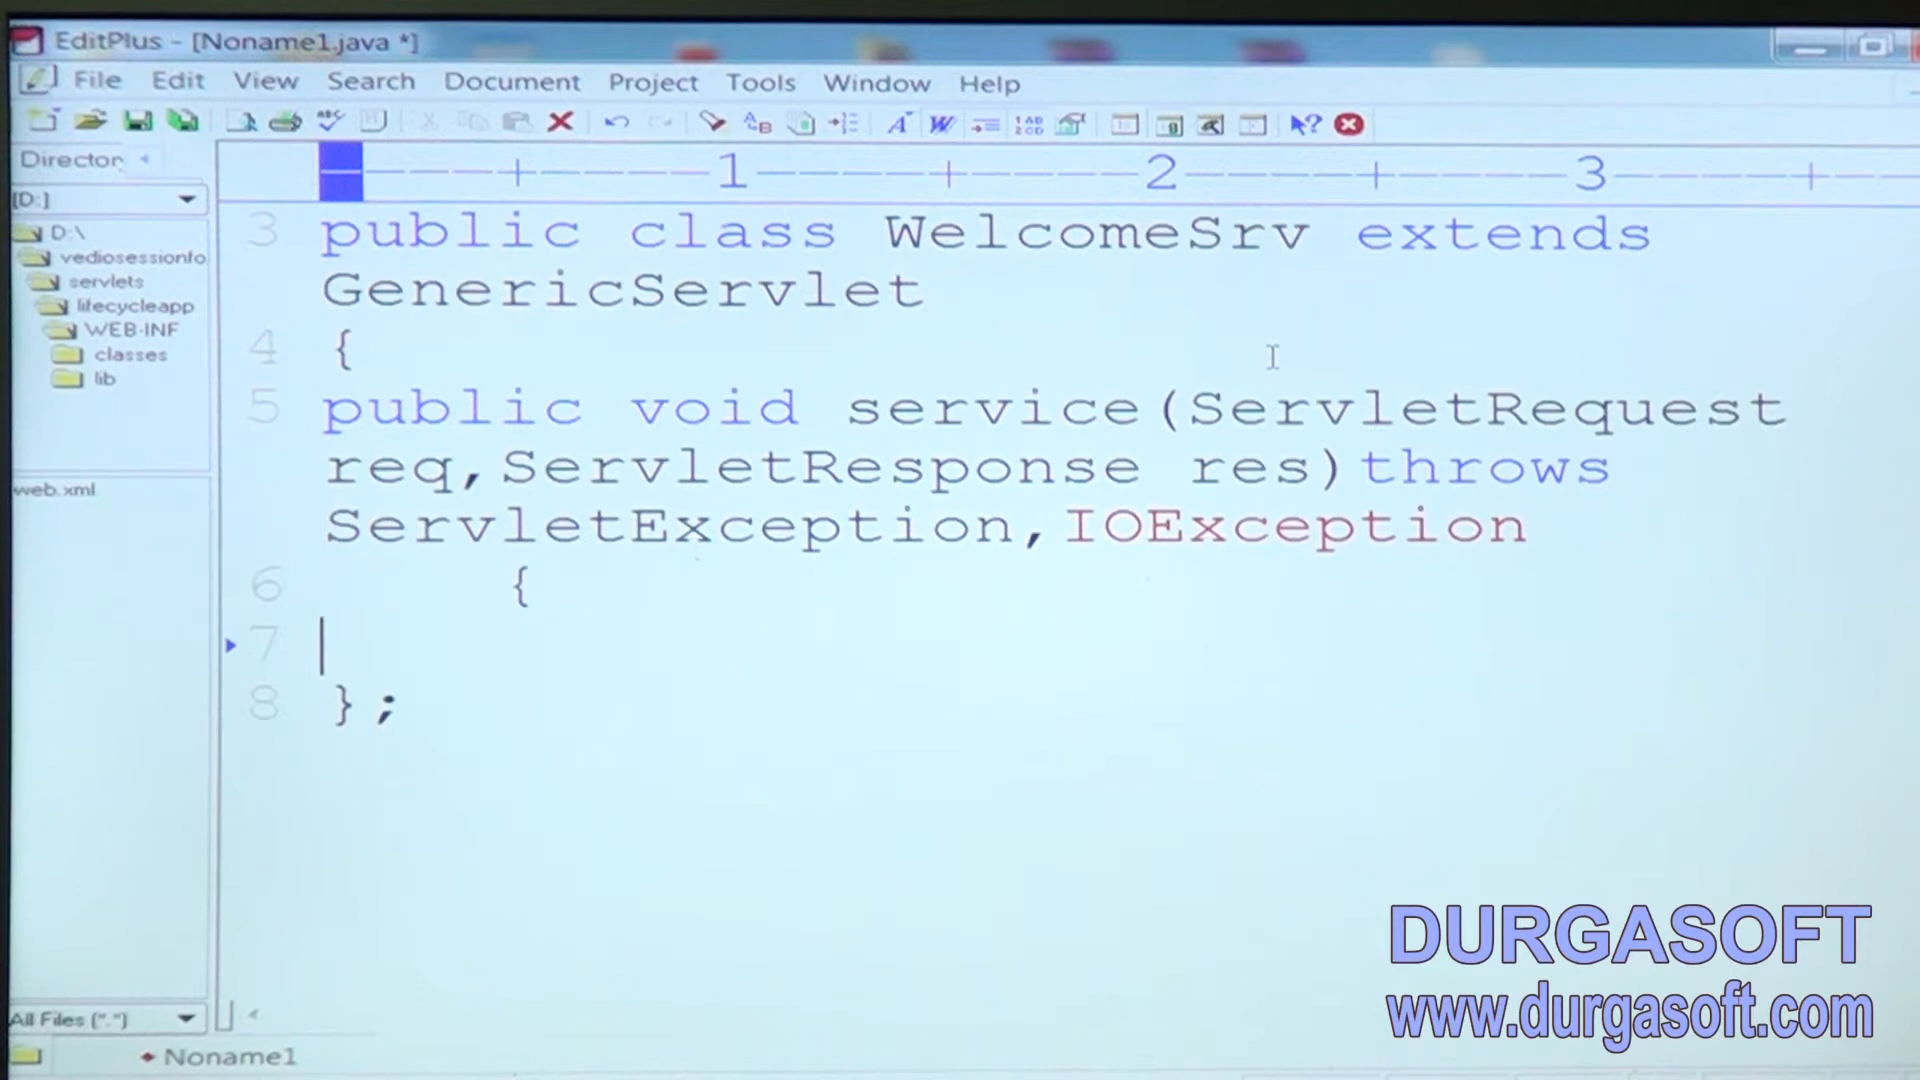 EditPlus - [Noname1.java *]
File Edit View Search Document Project Tools Window Help
Director
[D:]
D:\
vediosessionfo
servlets
lifecycleapp
WEB-INF
classes
lib
web.xml
All Files (*.*)
----+----1----+----2----+----3----+--
3 public class WelcomeSrv extends
GenericServlet
4 {
5 public void service(ServletRequest
req,ServletResponse res)throws
ServletException,IOException
6 {
7
8 };
Noname1
DURGASOFT
www.durgasoft.com